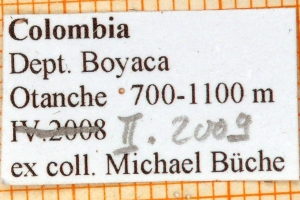 Colombia
Dept. Boyaca
Otanche 700-1100 m
IV.2008 II. 2009
ex coll. Michael Büche